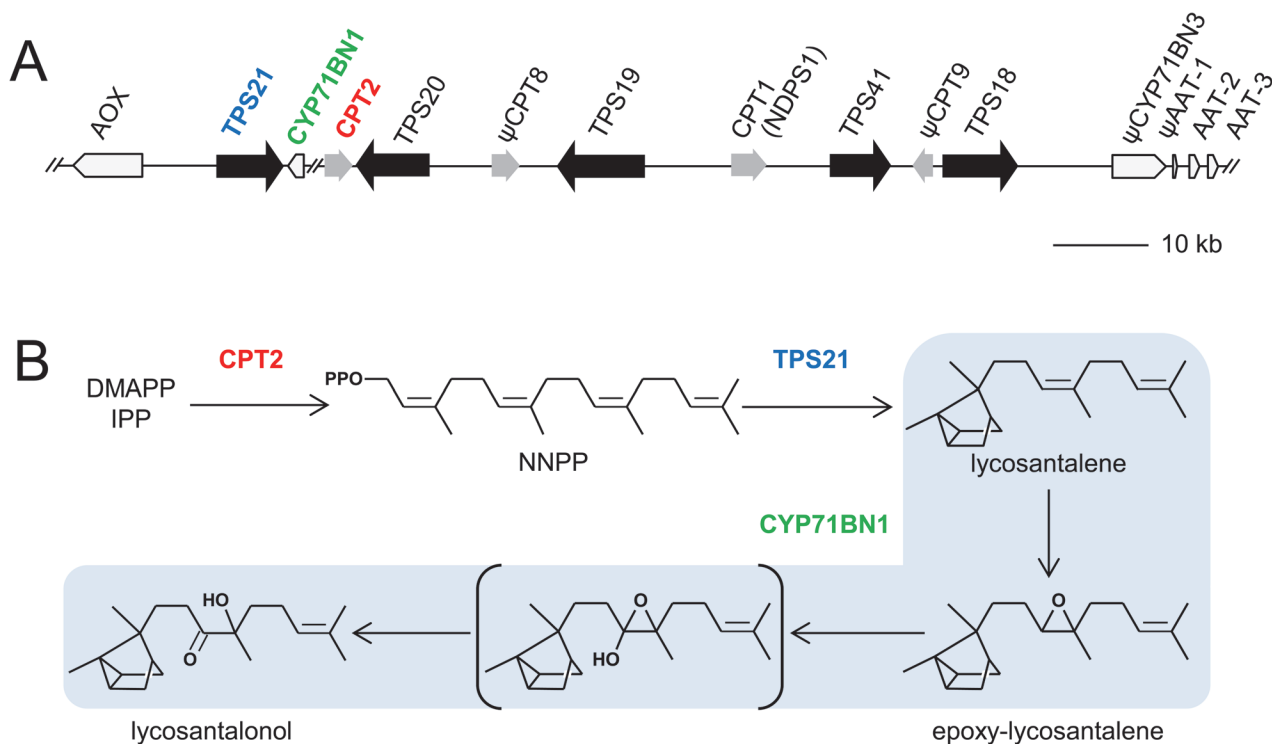 A
AOX
TPS21
CYP71BN1
CPT2
TPS20
ψCPT8
TPS19
CPT1
(NDPS1)
TPS41
ψCPT9
TPS18
ψCYP71BN3
ψAAT-1
AAT-2
AAT-3
10 kb
B
DMAPP
IPP
CPT2
PPO
NNPP
TPS21
lycosantalene
CYP71BN1
HO
O
lycosantalonol
O
HO
O
epoxy-lycosantalene